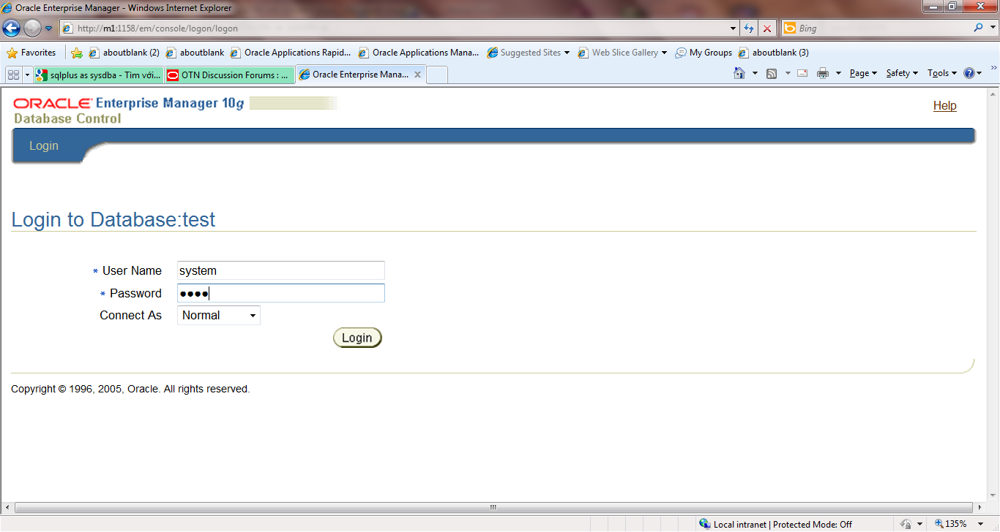 Oracle Enterprise Manager - Windows Internet Explorer
http://m1:1158/em/console/logon/logon
Bing
Favorites aboutblank (2) aboutblank Oracle Applications Rapid... Oracle Applications Mana... Suggested Sites Web Slice Gallery My Groups aboutblank (3)
sqlplus as sysdba - Tìm vói... OTN Discussion Forums : ... Oracle Enterprise Mana... Page Safety Tools
ORACLE Enterprise Manager 10g
Database Control
Help
Login
Login to Database:test
* User Name system
* Password ●●●●
Connect As Normal
Login
Copyright © 1996, 2005, Oracle. All rights reserved.
Local intranet | Protected Mode: Off 135%